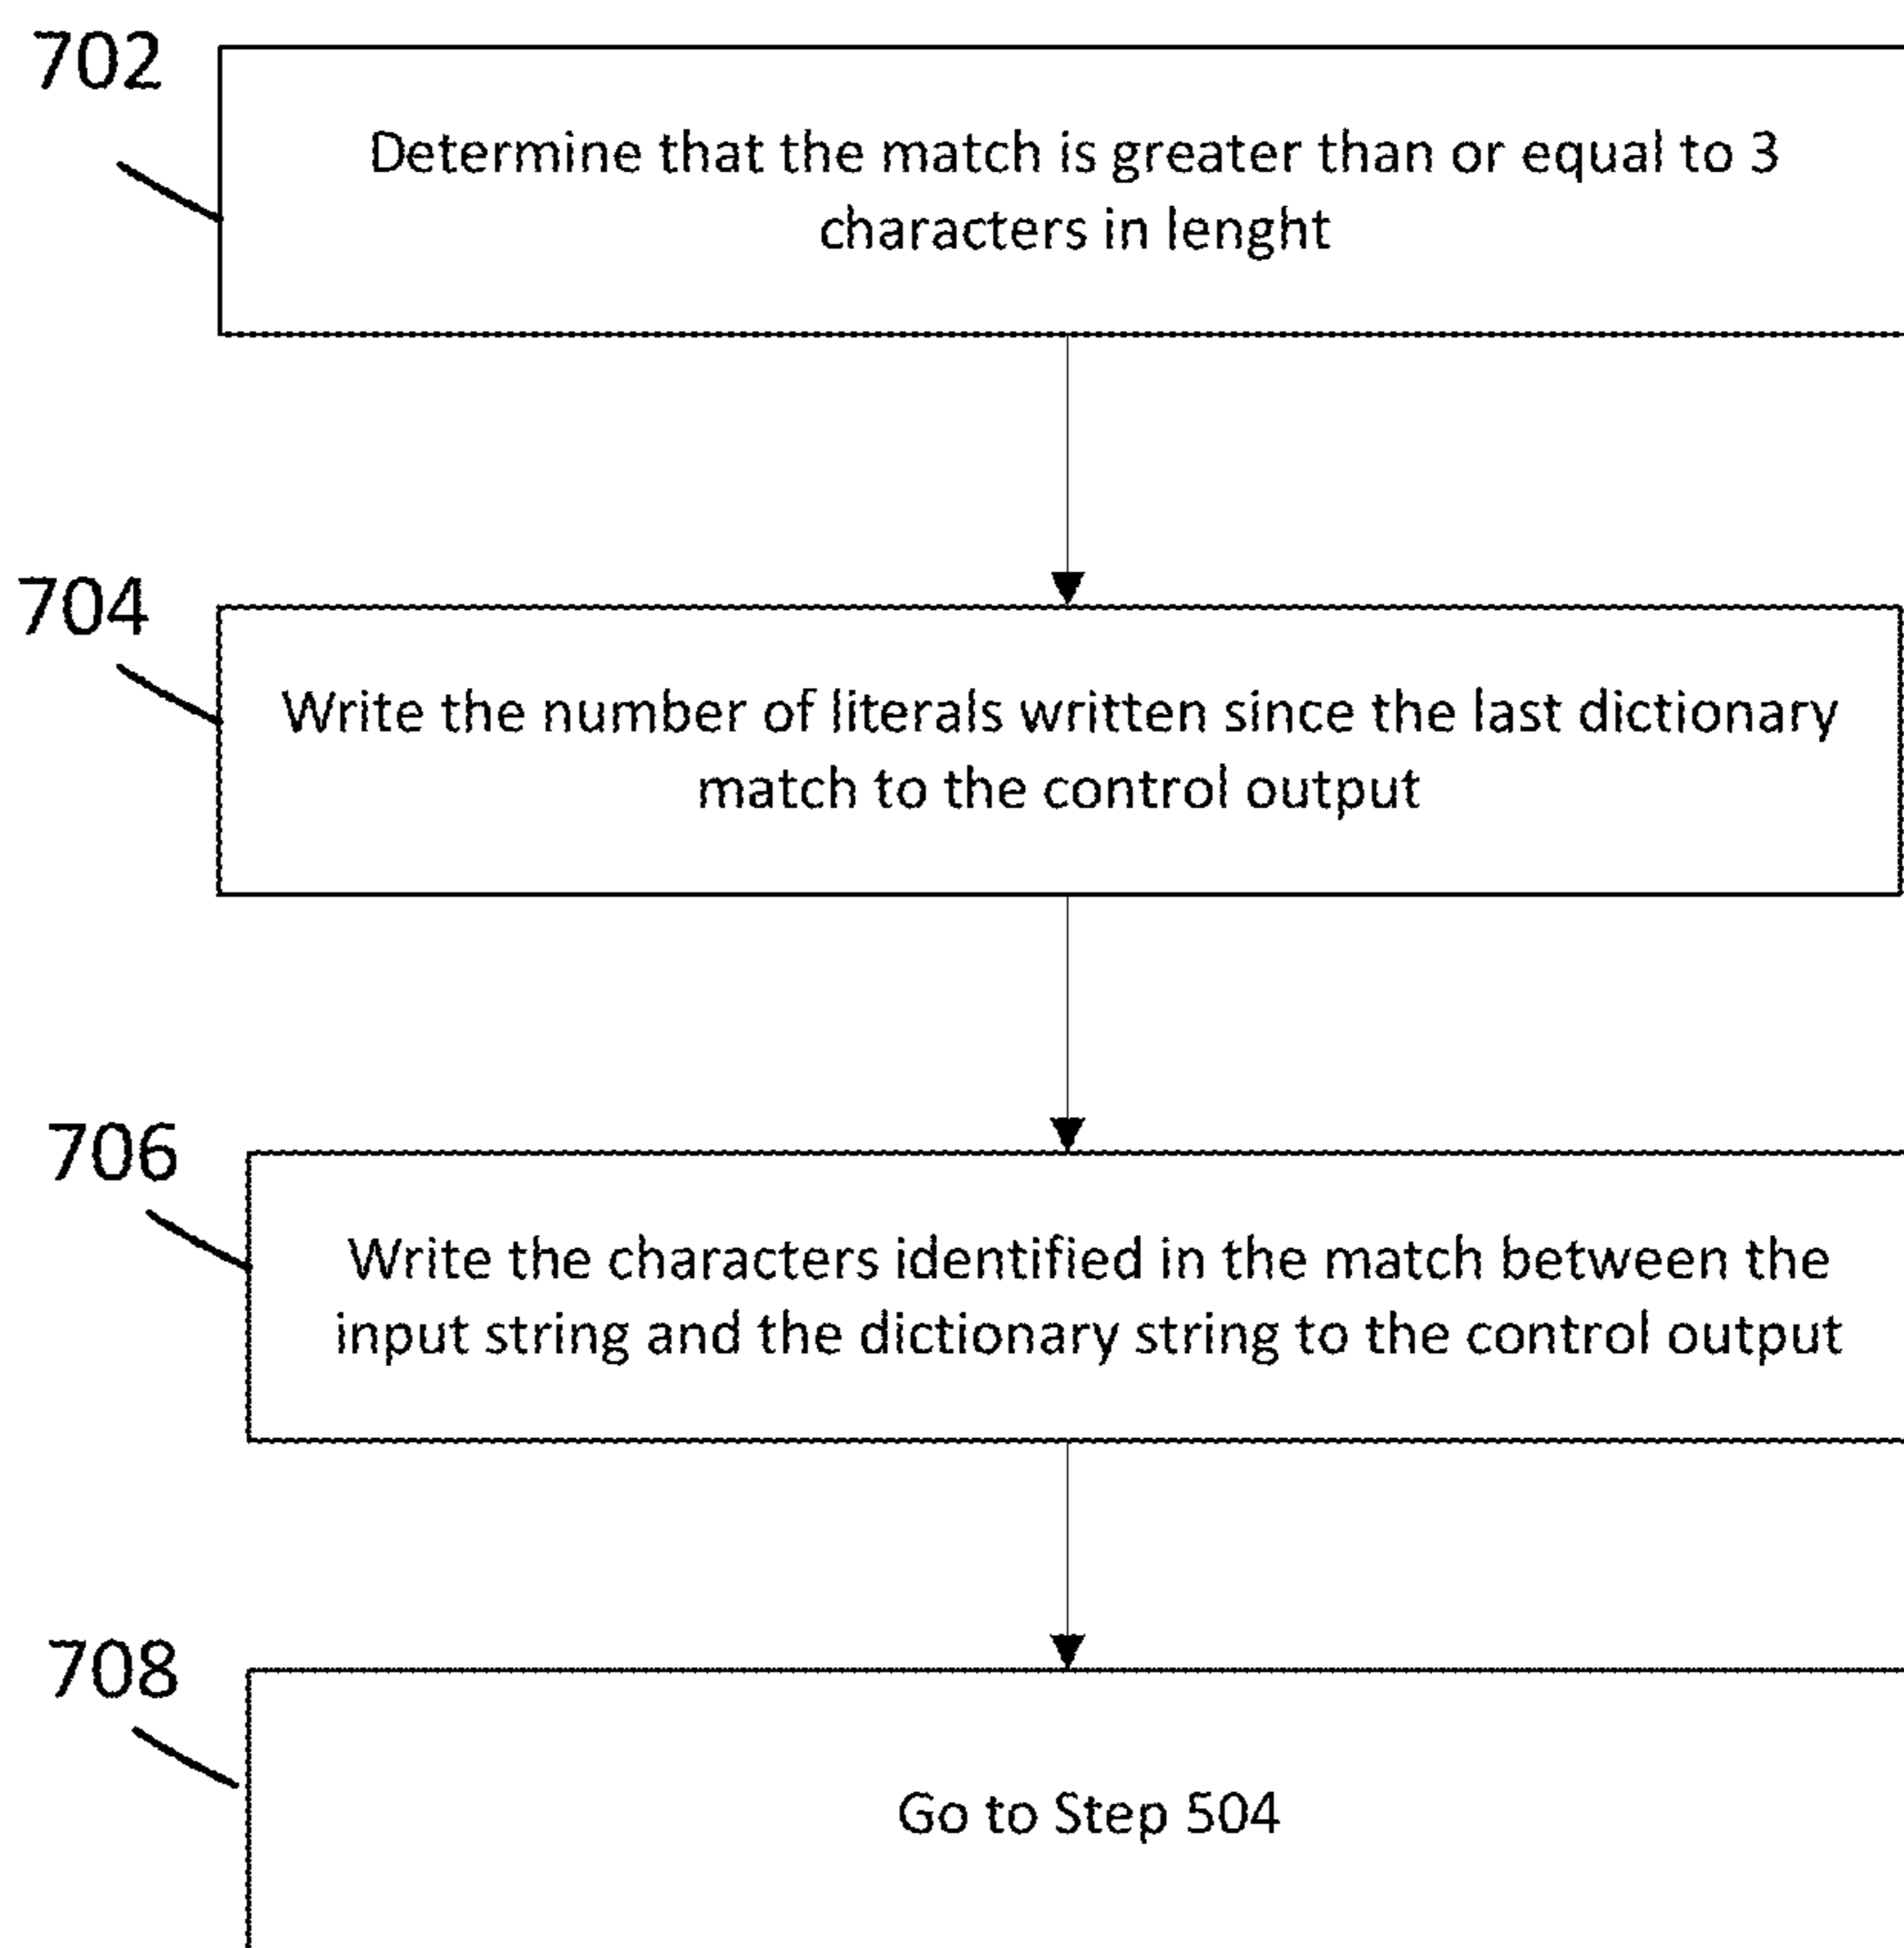 702
Determine that the match is greater than or equal to 3
characters in lenght
704
Write the number of literals written since the last dictionary
match to the control output
706
Write the characters identified in the match between the
input string and the dictionary string to the control output
708
Go to Step 504